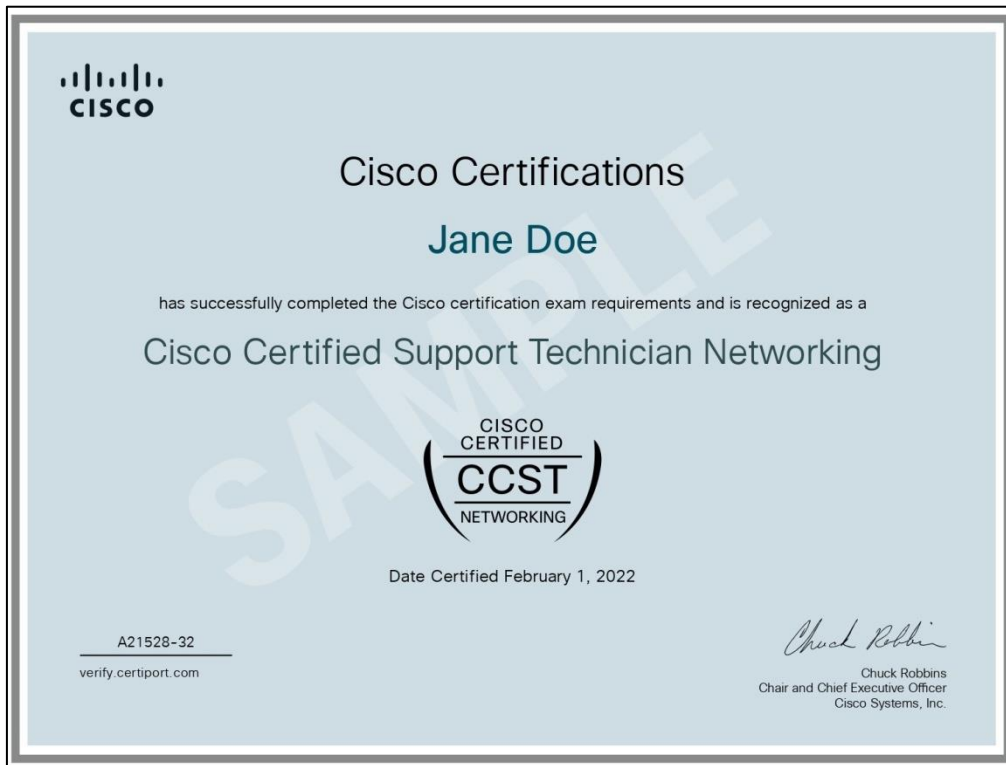 CISCO
Cisco Certifications
Jane Doe
has successfully completed the Cisco certification exam requirements and is recognized as a
Cisco Certified Support Technician Networking
SAMPLE
CISCO
CERTIFIED
CCST
NETWORKING
Date Certified February 1, 2022
A21528-32
verify.certiport.com
Chuck Robbins
Chuck Robbins
Chair and Chief Executive Officer
Cisco Systems, Inc.